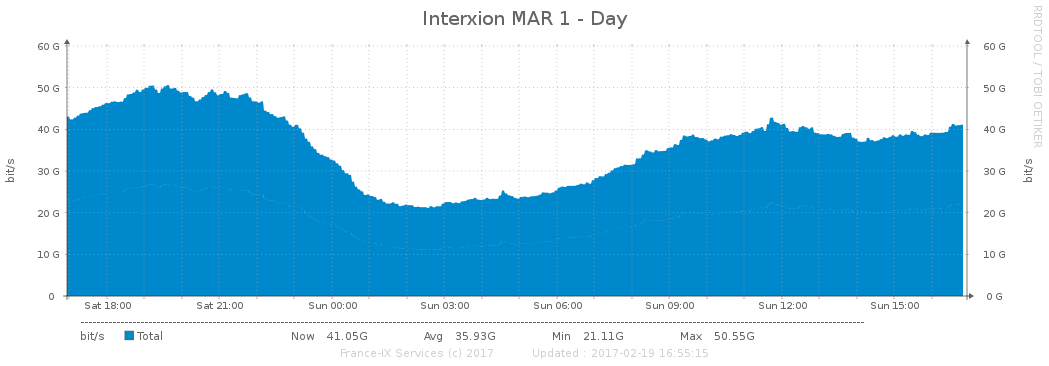 Interxion MAR 1 - Day
RRDTOOL / TOBI OETIKER
60 G 60 G
50 G 50 G
40 G 40 G
30 G 30 G
20 G 20 G
10 G 10 G
0 0 G
bit/s bit/s
Sat 18:00 Sat 21:00 Sun 00:00 Sun 03:00 Sun 06:00 Sun 09:00 Sun 12:00 Sun 15:00
bit/s Total Now 41.05G Avg 35.93G Min 21.11G Max 50.55G
France-IX Services (c) 2017 Updated : 2017-02-19 16:55:15